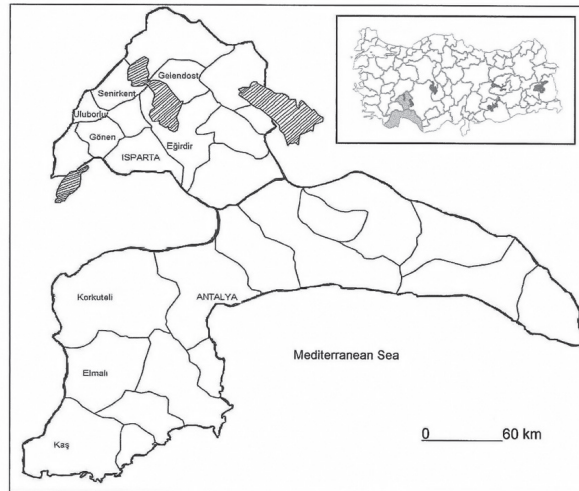 Gelendost
Senirkent
Uluborlu
Gönen
Eğirdir
ISPARTA
Korkuteli
ANTALYA
Mediterranean Sea
Elmalı
0 60 km
Kaş